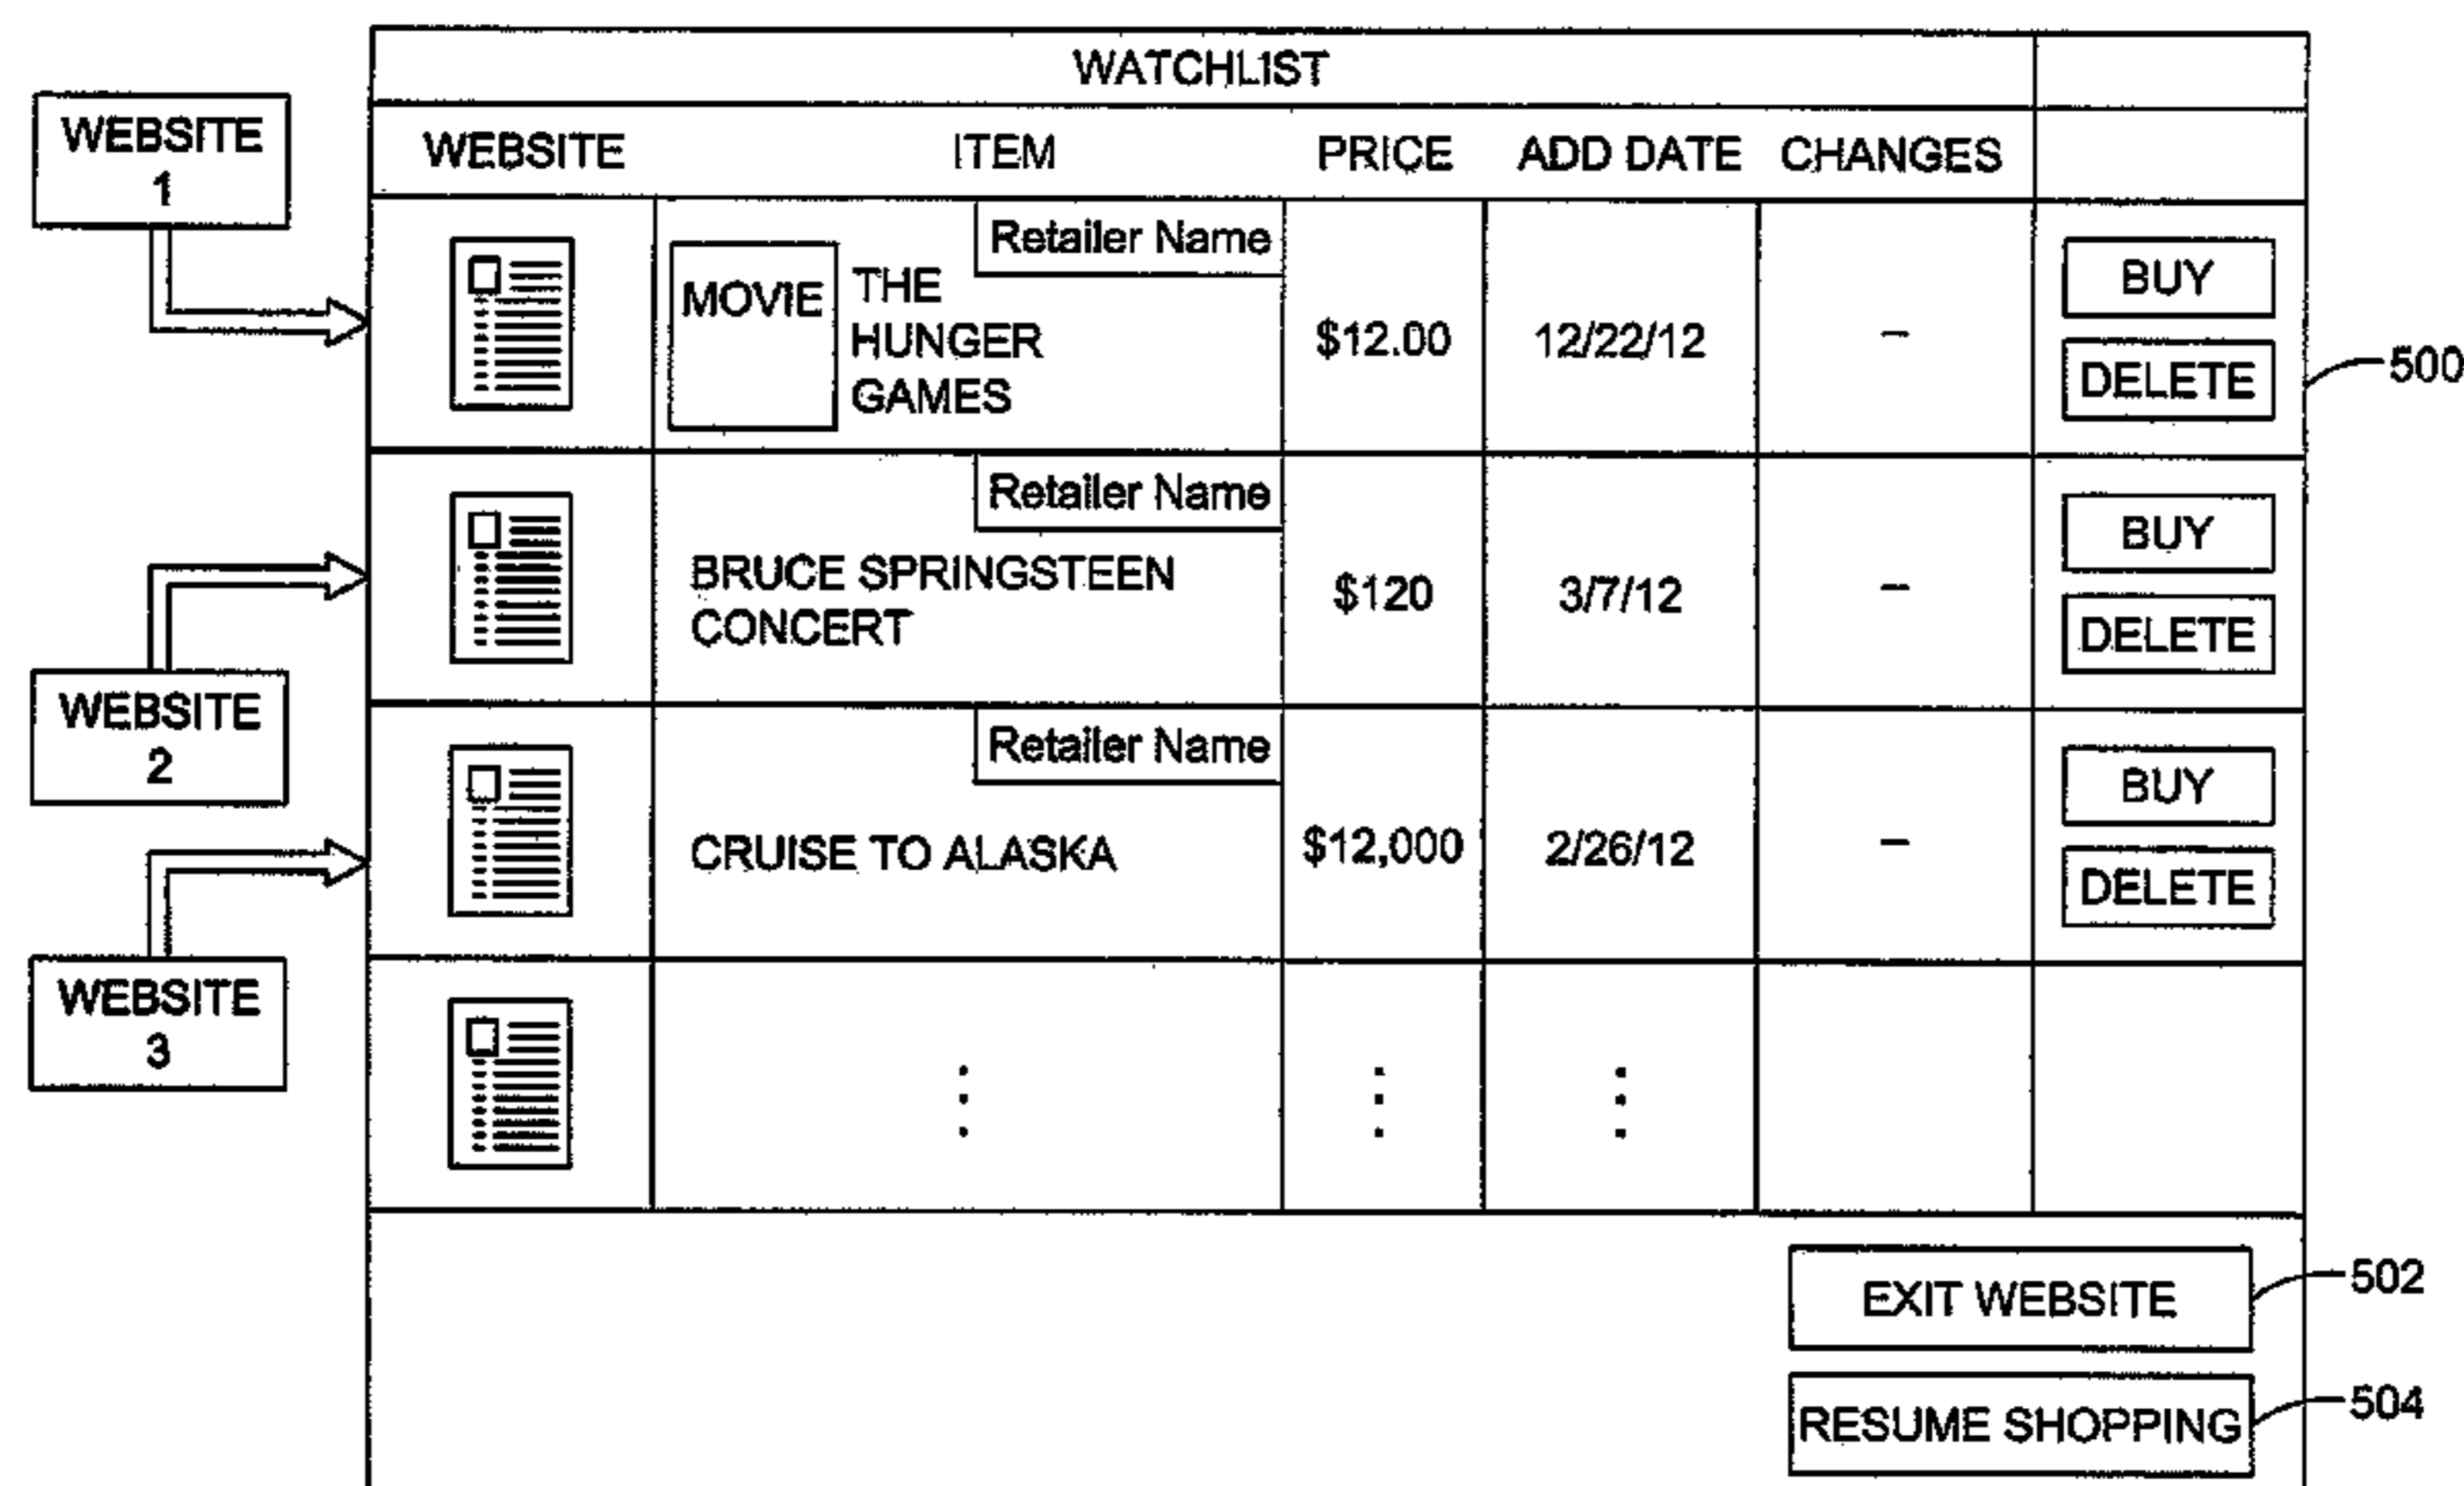 WATCHLIST
WEBSITE
1
WEBSITE ITEM PRICE ADD DATE CHANGES
Retailer Name
MOVIE
THE
HUNGER
GAMES
$12.00
12/22/12
–
BUY
DELETE
500
Retailer Name
BRUCE SPRINGSTEEN
CONCERT
$120
3/7/12
–
BUY
DELETE
WEBSITE
2
Retailer Name
CRUISE TO ALASKA
$12,000
2/26/12
–
BUY
DELETE
WEBSITE
3
EXIT WEBSITE
502
RESUME SHOPPING
504